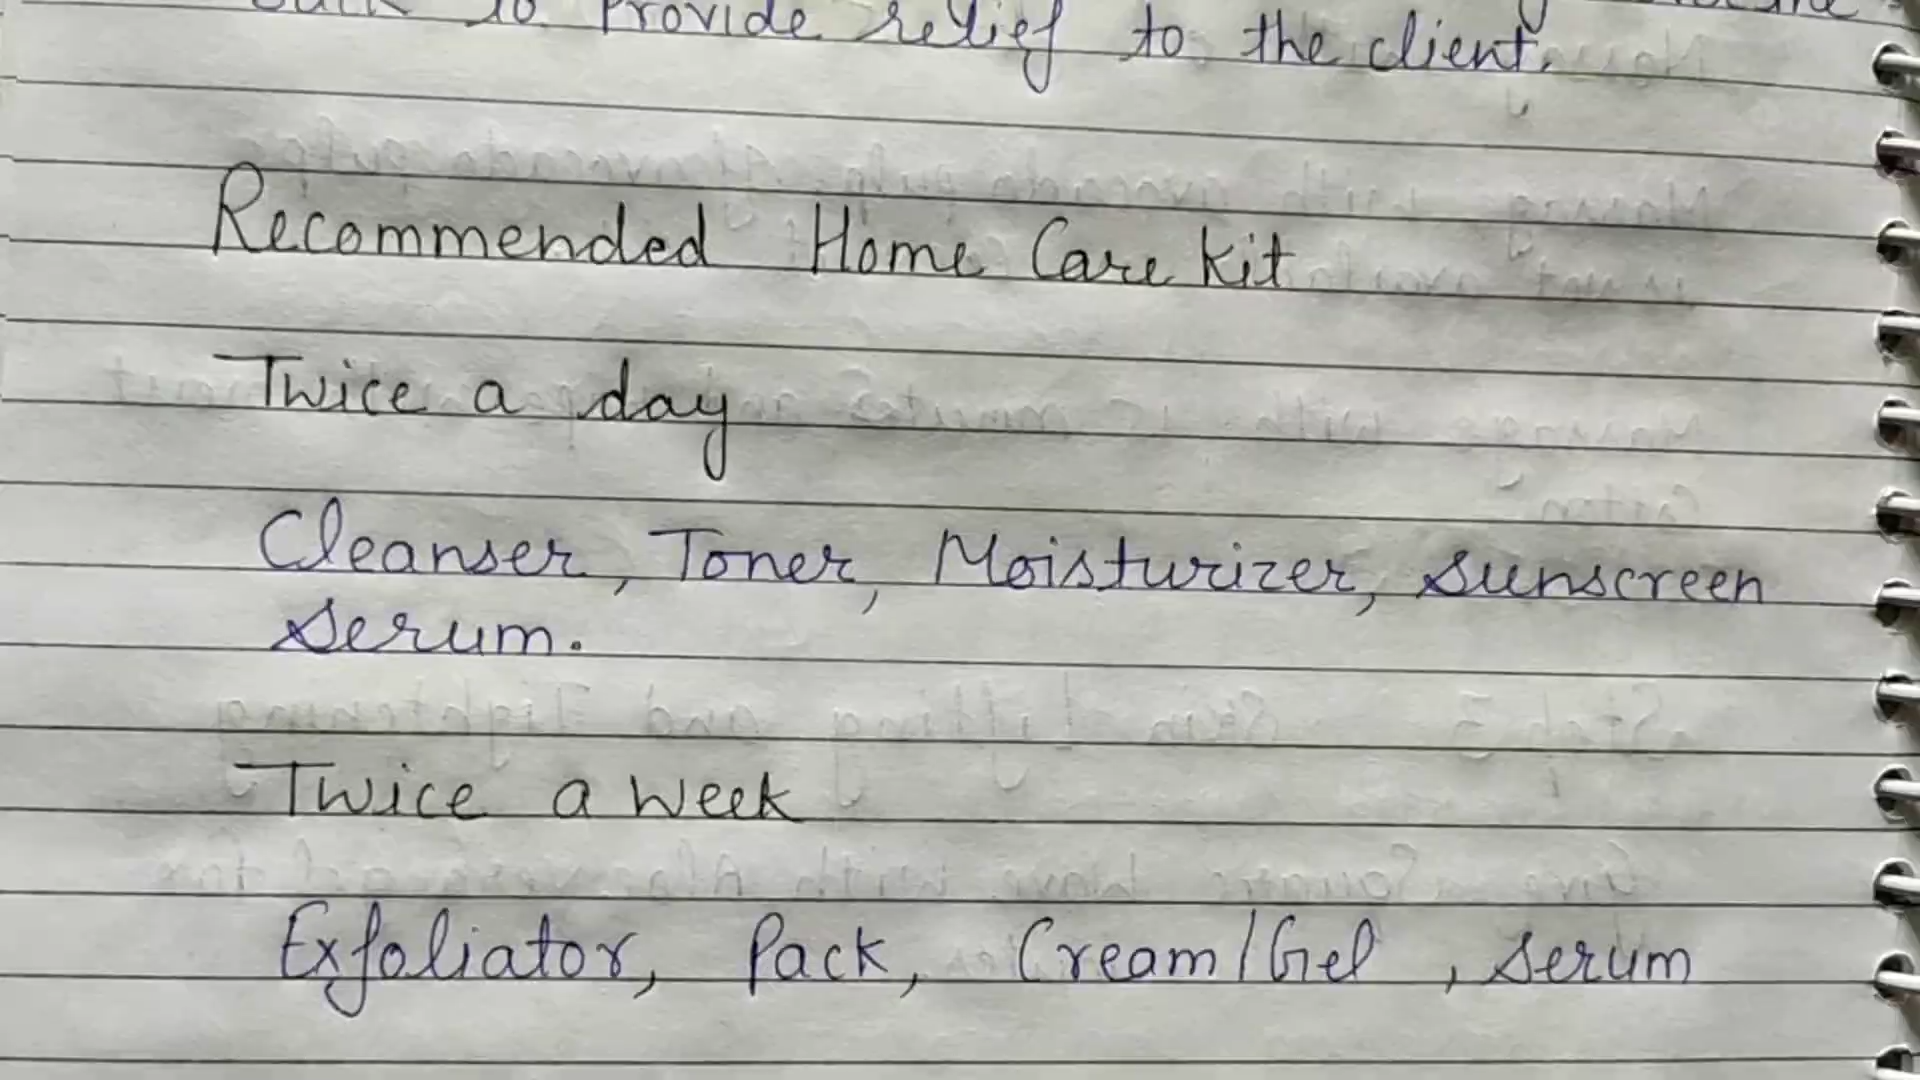 to Provide relief to the client.
Recommended Home Care Kit
Twice a day
Cleanser, Toner, Moisturizer, Sunscreen
Serum.
Twice a week
Exfoliator, Pack, Cream/Gel, Serum